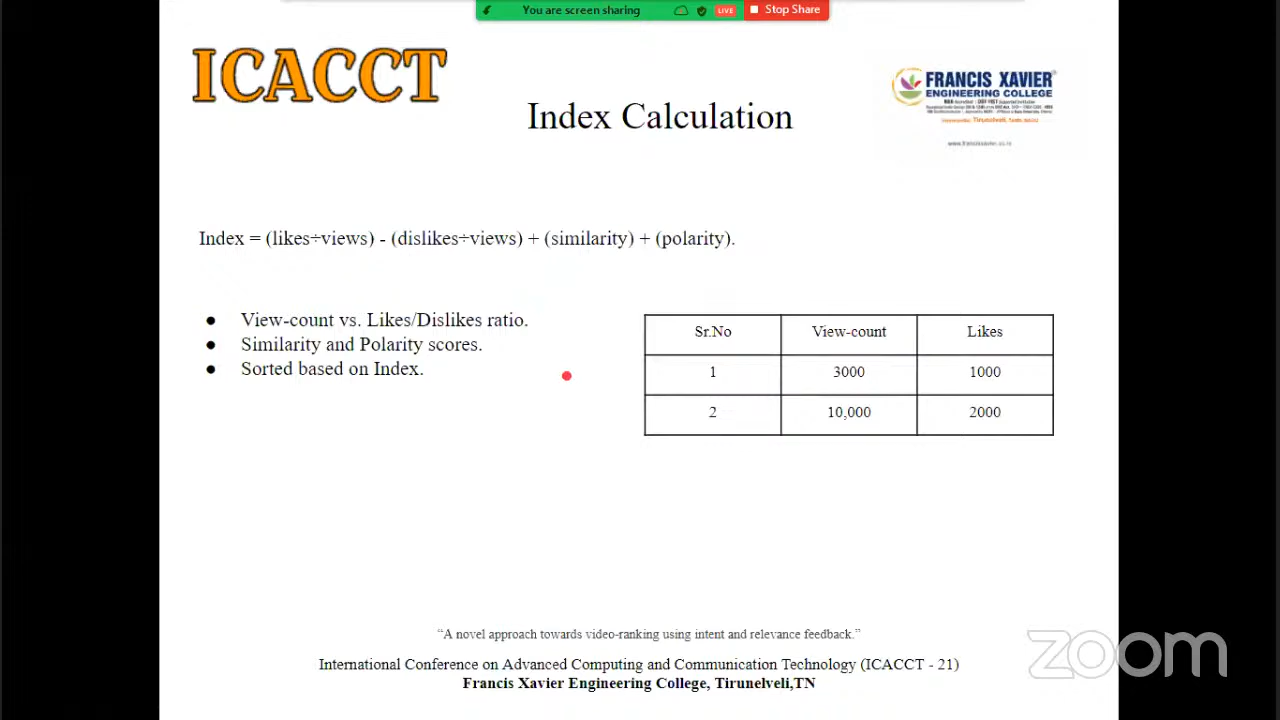 You are screen sharing LIVE Stop Share
ICACCT
FRANCIS XAVIER
ENGINEERING COLLEGE
Index Calculation
Index = (likes÷views) - (dislikes÷views) + (similarity) + (polarity).
● View-count vs. Likes/Dislikes ratio.
● Similarity and Polarity scores.
● Sorted based on Index.
Sr.No View-count Likes
1 3000 1000
2 10,000 2000
“A novel approach towards video-ranking using intent and relevance feedback.”
International Conference on Advanced Computing and Communication Technology (ICACCT - 21)
Francis Xavier Engineering College, Tirunelveli,TN
zoom